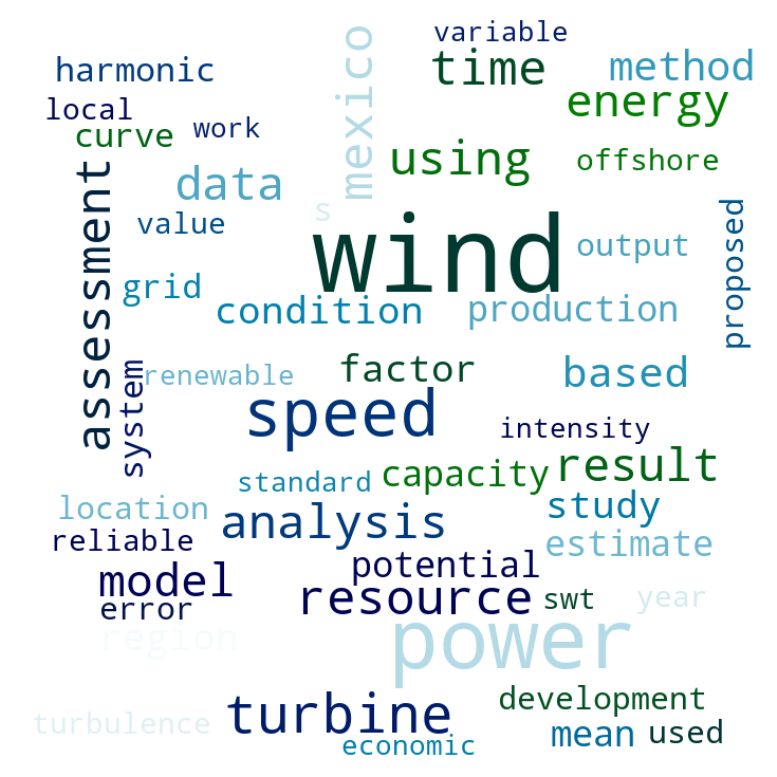 variable
mexico
time
method
harmonic
energy
local
curve
work
using
offshore
assessment
data
s
value
wind
output
proposed
grid
condition
production
system
renewable
factor
based
speed
intensity
standard
capacity
result
location
analysis
study
reliable
estimate
potential
model
resource
swt
year
error
region
power
turbulence
turbine
development
economic
mean
used